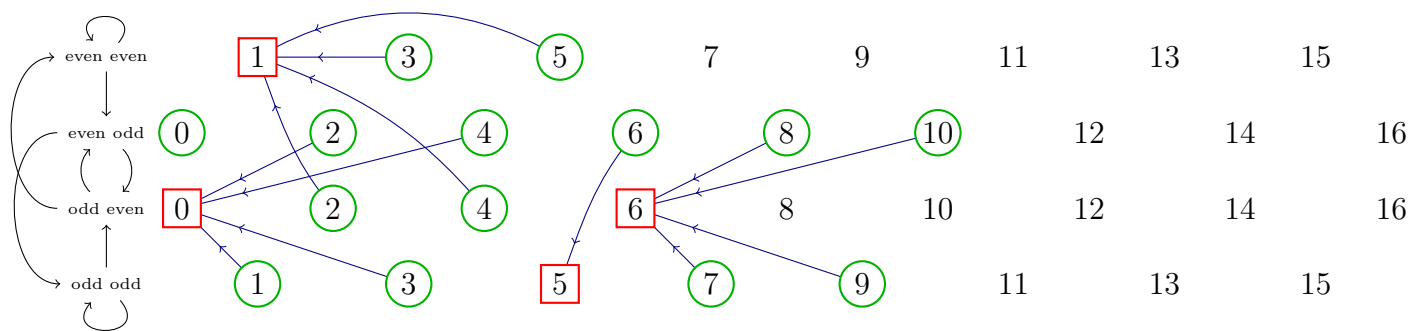 even even 1 3 5 7 9 11 13 15
even odd 0 2 4 6 8 10 12 14 16
odd even 0 2 4 6 8 10 12 14 16
odd odd 1 3 5 7 9 11 13 15